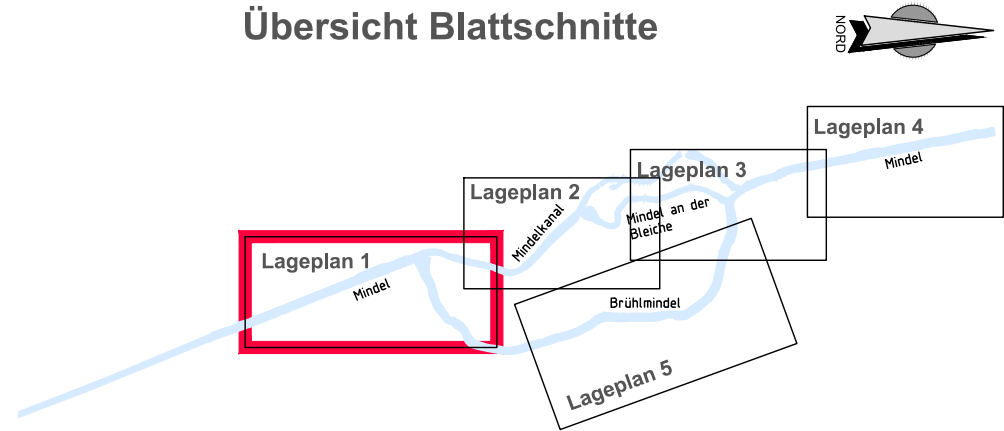 Übersicht Blattschnitte
NORD
Lageplan 4
Mindel
Lageplan 3
Mindel an der
Bleiche
Lageplan 2
Mindelkanal
Lageplan 1
Mindel
Brühlmindel
Lageplan 5